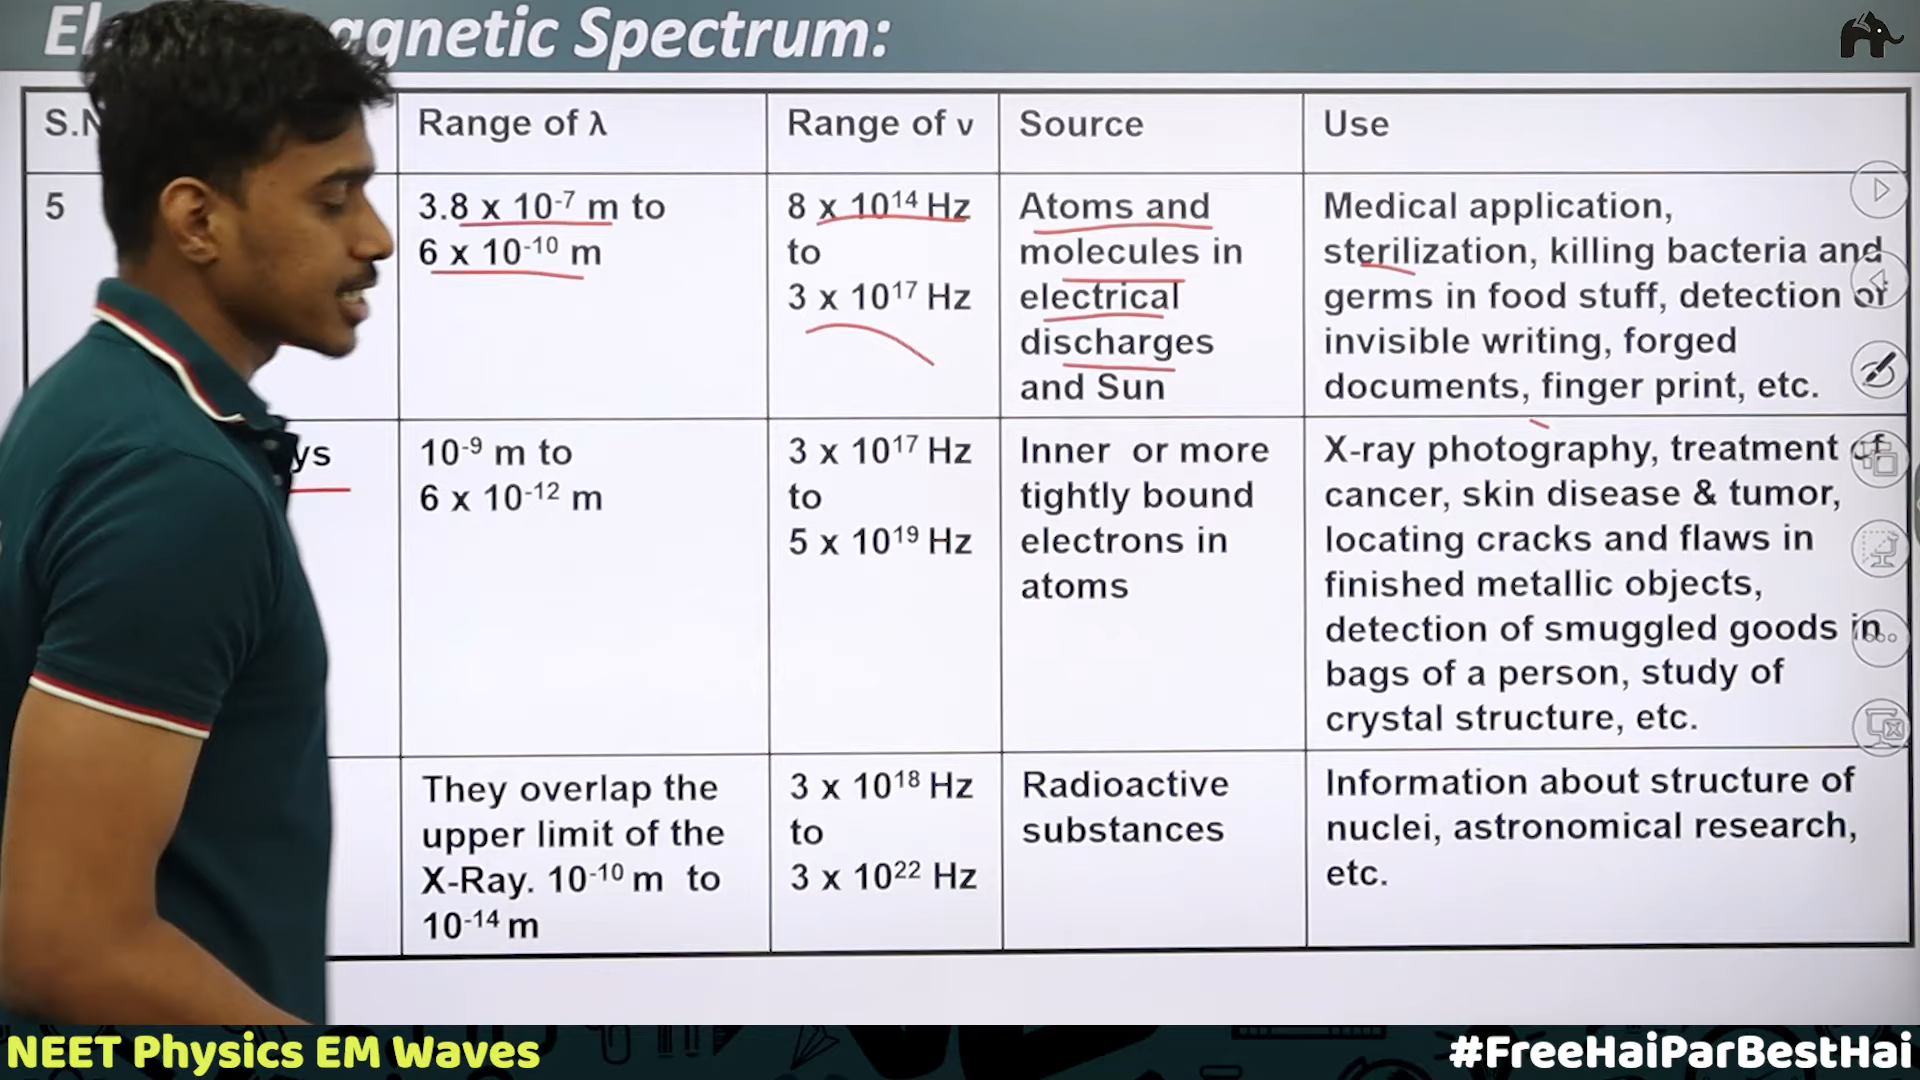 El agnetic Spectrum:
S.N Range of λ Range of ν Source Use
5
3.8 x 10⁻⁷ m to
6 x 10⁻¹⁰ m
8 x 10¹⁴ Hz
to
3 x 10¹⁷ Hz
Atoms and
molecules in
electrical
discharges
and Sun
Medical application,
sterilization, killing bacteria and
germs in food stuff, detection of
invisible writing, forged
documents, finger print, etc.
ys
10⁻⁹ m to
6 x 10⁻¹² m
3 x 10¹⁷ Hz
to
5 x 10¹⁹ Hz
Inner or more
tightly bound
electrons in
atoms
X-ray photography, treatment of
cancer, skin disease & tumor,
locating cracks and flaws in
finished metallic objects,
detection of smuggled goods in
bags of a person, study of
crystal structure, etc.
They overlap the
upper limit of the
X-Ray. 10⁻¹⁰ m to
10⁻¹⁴ m
3 x 10¹⁸ Hz
to
3 x 10²² Hz
Radioactive
substances
Information about structure of
nuclei, astronomical research,
etc.
NEET Physics EM Waves
#FreeHaiParBestHai